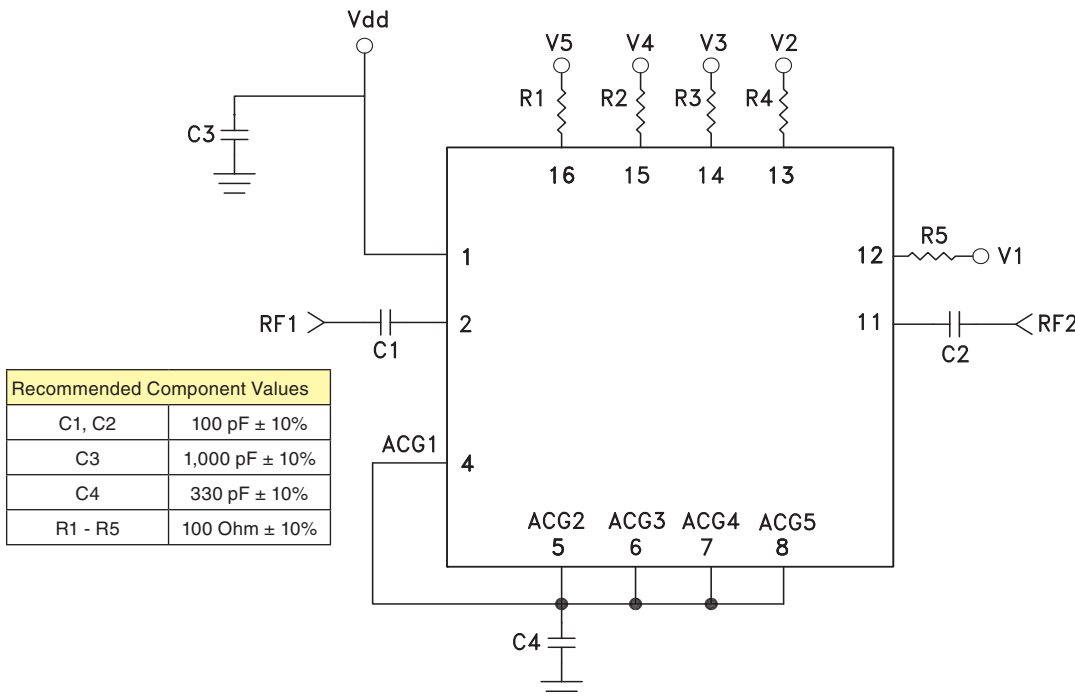 Vdd
V5 V4 V3 V2
R1 R2 R3 R4
C3
16 15 14 13
1
12
R5
V1
RF1
C1
2
11
C2
RF2
Recommended Component Values
C1, C2 100 pF ± 10%
C3 1,000 pF ± 10%
C4 330 pF ± 10%
R1 - R5 100 Ohm ± 10%
ACG1
4
ACG2 ACG3 ACG4 ACG5
5 6 7 8
C4